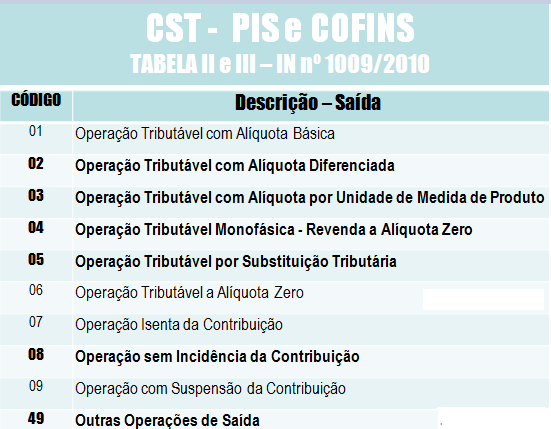 CST - PIS e COFINS
TABELA II e III – IN nº 1009/2010
CÓDIGO Descrição – Saída
01 Operação Tributável com Alíquota Básica
02 Operação Tributável com Alíquota Diferenciada
03 Operação Tributável com Alíquota por Unidade de Medida de Produto
04 Operação Tributável Monofásica - Revenda a Alíquota Zero
05 Operação Tributável por Substituição Tributária
06 Operação Tributável a Alíquota Zero
07 Operação Isenta da Contribuição
08 Operação sem Incidência da Contribuição
09 Operação com Suspensão da Contribuição
49 Outras Operações de Saída